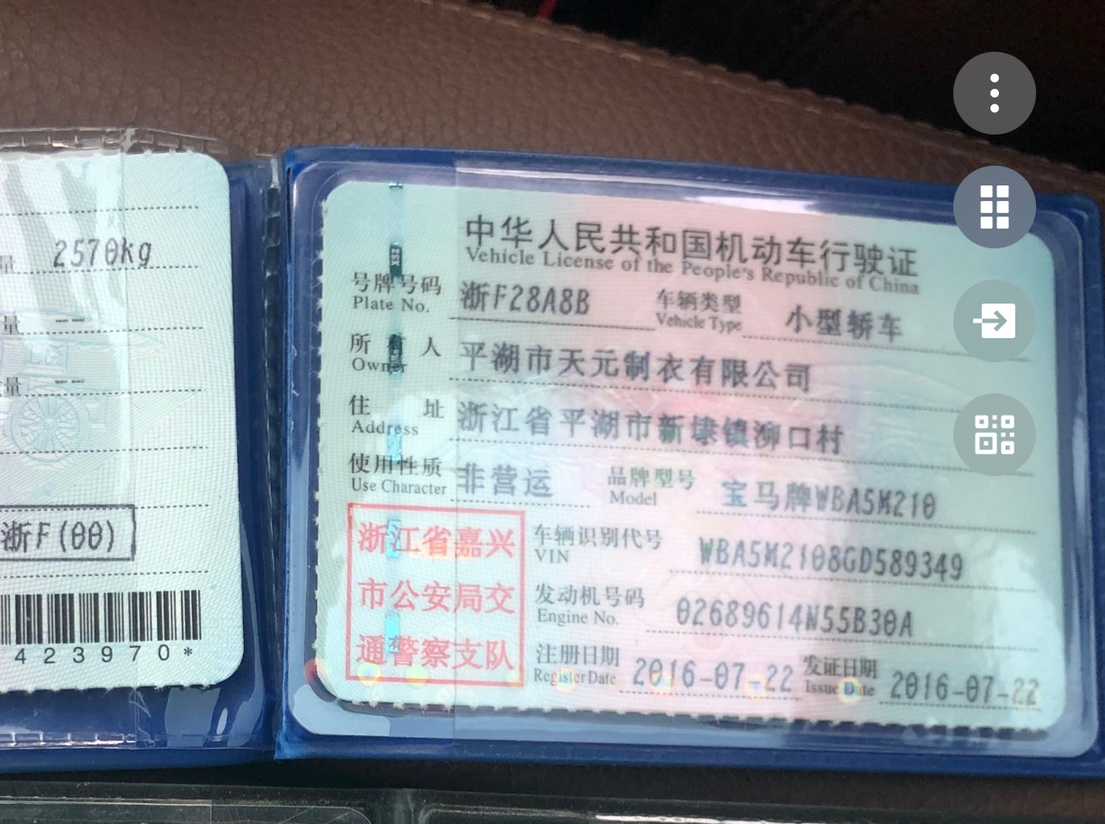 量 2570kg
量 --
量 --
浙F(00)
423970*
中华人民共和国机动车行驶证
Vehicle License of the People's Republic of China
号牌号码 浙F28A8B 车辆类型 小型轿车
Plate No. Vehicle Type
所有人 平湖市天元制衣有限公司
Owner
住址 浙江省平湖市新埭镇泖口村
Address
使用性质 非营运 品牌型号 宝马牌WBA5M210
Use Character Model
浙江省嘉兴
市公安局交
通警察支队
车辆识别代号 WBA5M2108GD589349
VIN
发动机号码 02689614N55B30A
Engine No.
注册日期 2016-07-22 发证日期 2016-07-22
Register Date Issue Date